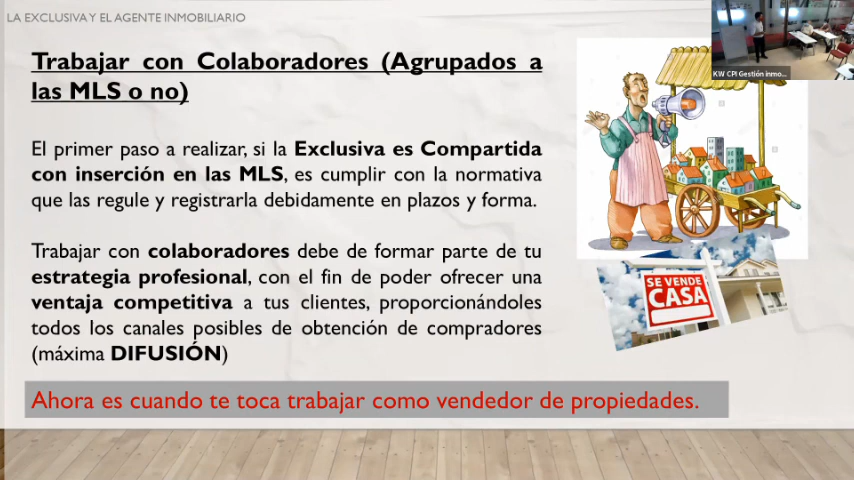 LA EXCLUSIVA Y EL AGENTE INMOBILIARIO
Trabajar con Colaboradores (Agrupados a
las MLS o no)
El primer paso a realizar, si la Exclusiva es Compartida
con inserción en las MLS, es cumplir con la normativa
que las regule y registrarla debidamente en plazos y forma.
Trabajar con colaboradores debe de formar parte de tu
estrategia profesional, con el fin de poder ofrecer una
ventaja competitiva a tus clientes, proporcionándoles
todos los canales posibles de obtención de compradores
(máxima DIFUSIÓN)
Ahora es cuando te toca trabajar como vendedor de propiedades.
KW CPI Gestión inmo...
SE VENDE
CASA